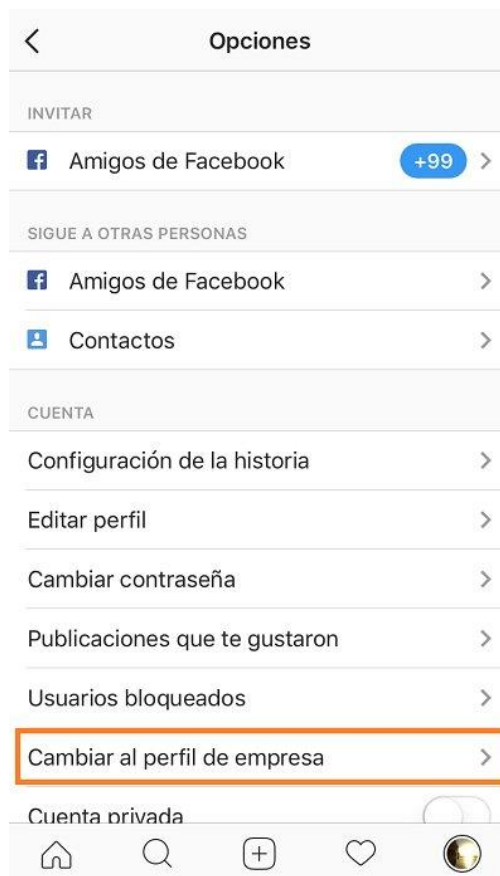 Opciones
INVITAR
Amigos de Facebook +99
SIGUE A OTRAS PERSONAS
Amigos de Facebook
Contactos
CUENTA
Configuración de la historia
Editar perfil
Cambiar contraseña
Publicaciones que te gustaron
Usuarios bloqueados
Cambiar al perfil de empresa
Cuenta privada